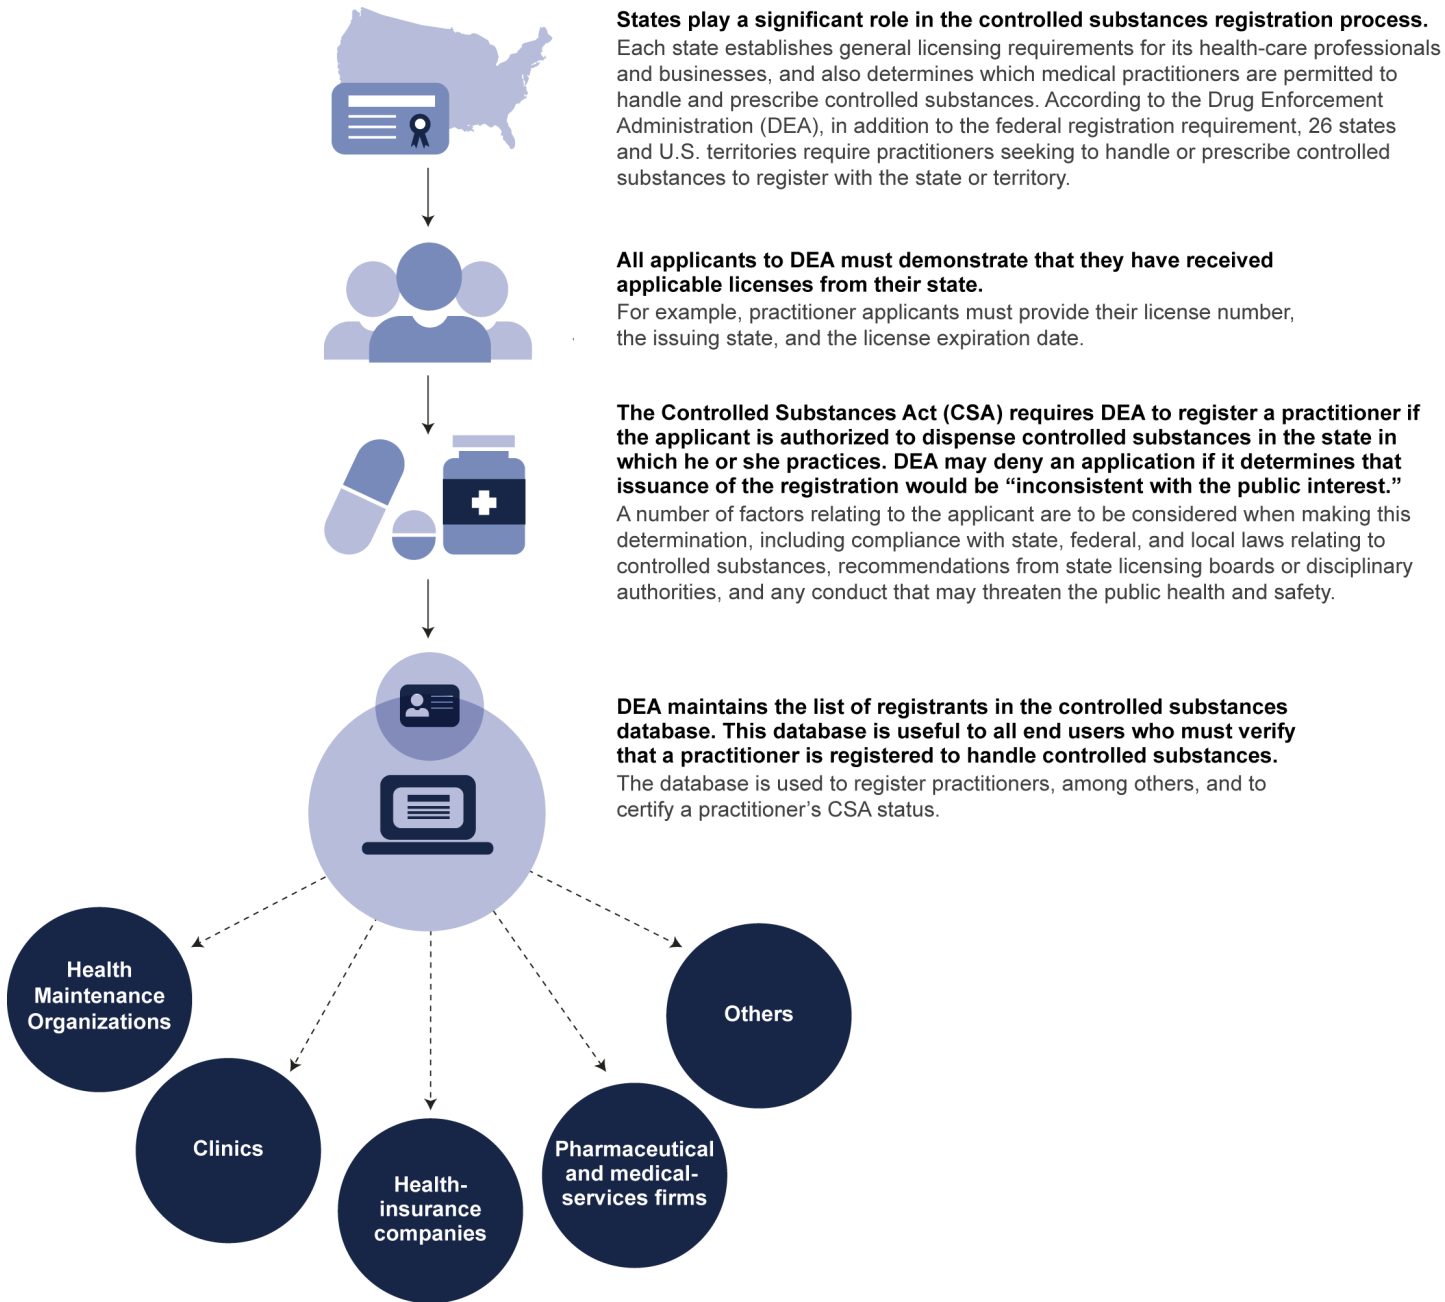 States play a significant role in the controlled substances registration process.
Each state establishes general licensing requirements for its health-care professionals
and businesses, and also determines which medical practitioners are permitted to
handle and prescribe controlled substances. According to the Drug Enforcement
Administration (DEA), in addition to the federal registration requirement, 26 states
and U.S. territories require practitioners seeking to handle or prescribe controlled
substances to register with the state or territory.
All applicants to DEA must demonstrate that they have received
applicable licenses from their state.
For example, practitioner applicants must provide their license number,
the issuing state, and the license expiration date.
The Controlled Substances Act (CSA) requires DEA to register a practitioner if
the applicant is authorized to dispense controlled substances in the state in
which he or she practices. DEA may deny an application if it determines that
issuance of the registration would be “inconsistent with the public interest.”
A number of factors relating to the applicant are to be considered when making this
determination, including compliance with state, federal, and local laws relating to
controlled substances, recommendations from state licensing boards or disciplinary
authorities, and any conduct that may threaten the public health and safety.
DEA maintains the list of registrants in the controlled substances
database. This database is useful to all end users who must verify
that a practitioner is registered to handle controlled substances.
The database is used to register practitioners, among others, and to
certify a practitioner’s CSA status.
Health
Maintenance
Organizations
Clinics
Health-
insurance
companies
Pharmaceutical
and medical-
services firms
Others